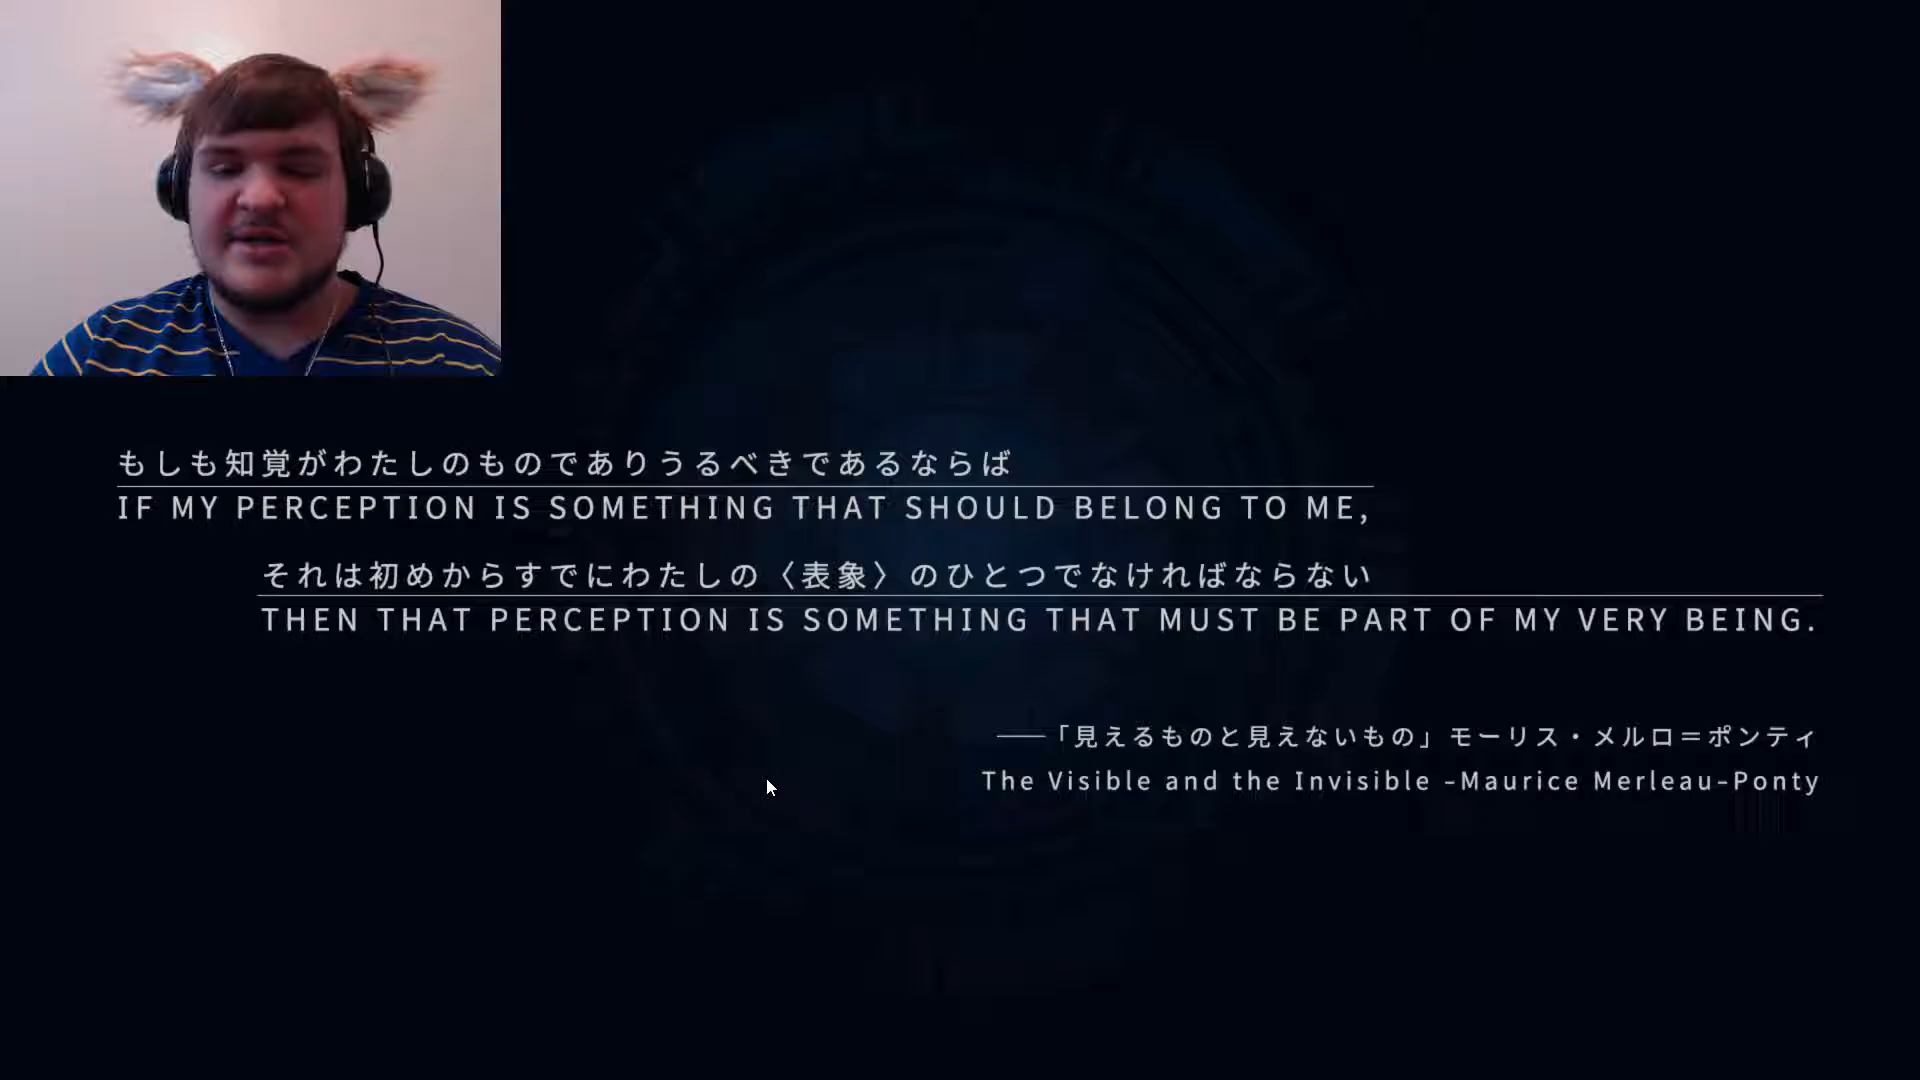 もしも知覚がわたしのものでありうるべきであるならば
IF MY PERCEPTION IS SOMETHING THAT SHOULD BELONG TO ME,
それは初めからすでにわたしの〈表象〉のひとつでなければならない
THEN THAT PERCEPTION IS SOMETHING THAT MUST BE PART OF MY VERY BEING.
──「見えるものと見えないもの」モーリス・メルロ＝ポンティ
The Visible and the Invisible -Maurice Merleau-Ponty